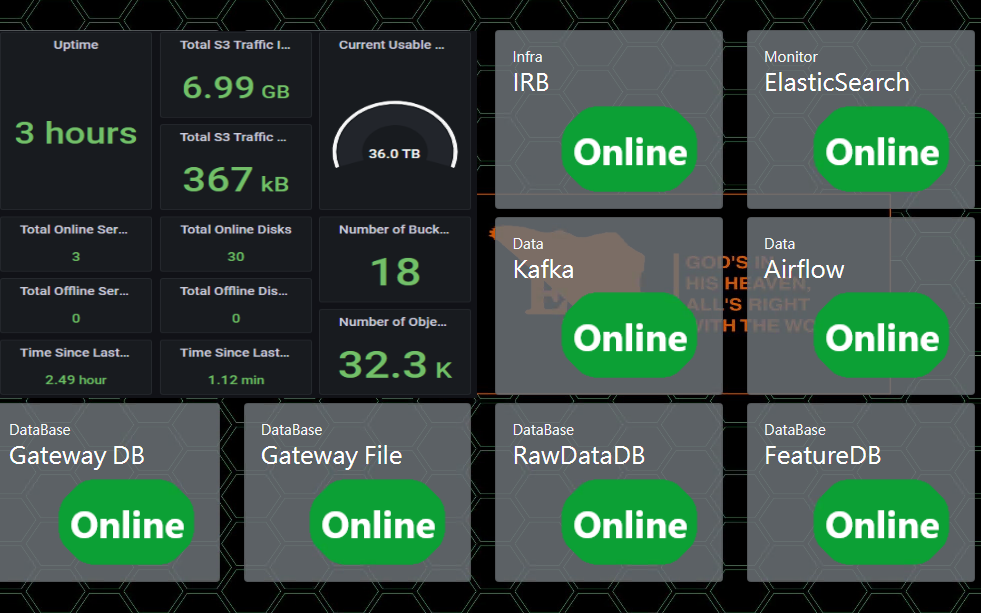 Uptime
3 hours
Total S3 Traffic I...
6.99 GB
Total S3 Traffic ...
367 kB
Current Usable ...
36.0 TB
Total Online Ser...
3
Total Online Disks
30
Number of Buck...
18
Total Offline Ser...
0
Total Offline Dis...
0
Number of Obje...
32.3 K
Time Since Last...
2.49 hour
Time Since Last...
1.12 min
Infra
IRB
Online
Monitor
ElasticSearch
Online
Data
Kafka
Online
Data
Airflow
Online
GOD'S IN
HIS HEAVEN,
ALL'S RIGHT
WITH THE WO
DataBase
Gateway DB
Online
DataBase
Gateway File
Online
DataBase
RawDataDB
Online
DataBase
FeatureDB
Online